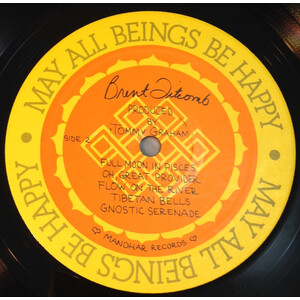 MAY ALL BEINGS BE HAPPY · MAY ALL BEINGS BE HAPPY ·
Brent Titcomb
PRODUCED
BY
TOMMY GRAHAM
SIDE 2
FULL MOON IN PISCES
OH GREAT PROVIDER
FLOW ON THE RIVER
TIBETAN BELLS
GNOSTIC SERENADE
♡ MANOHAR RECORDS ♡